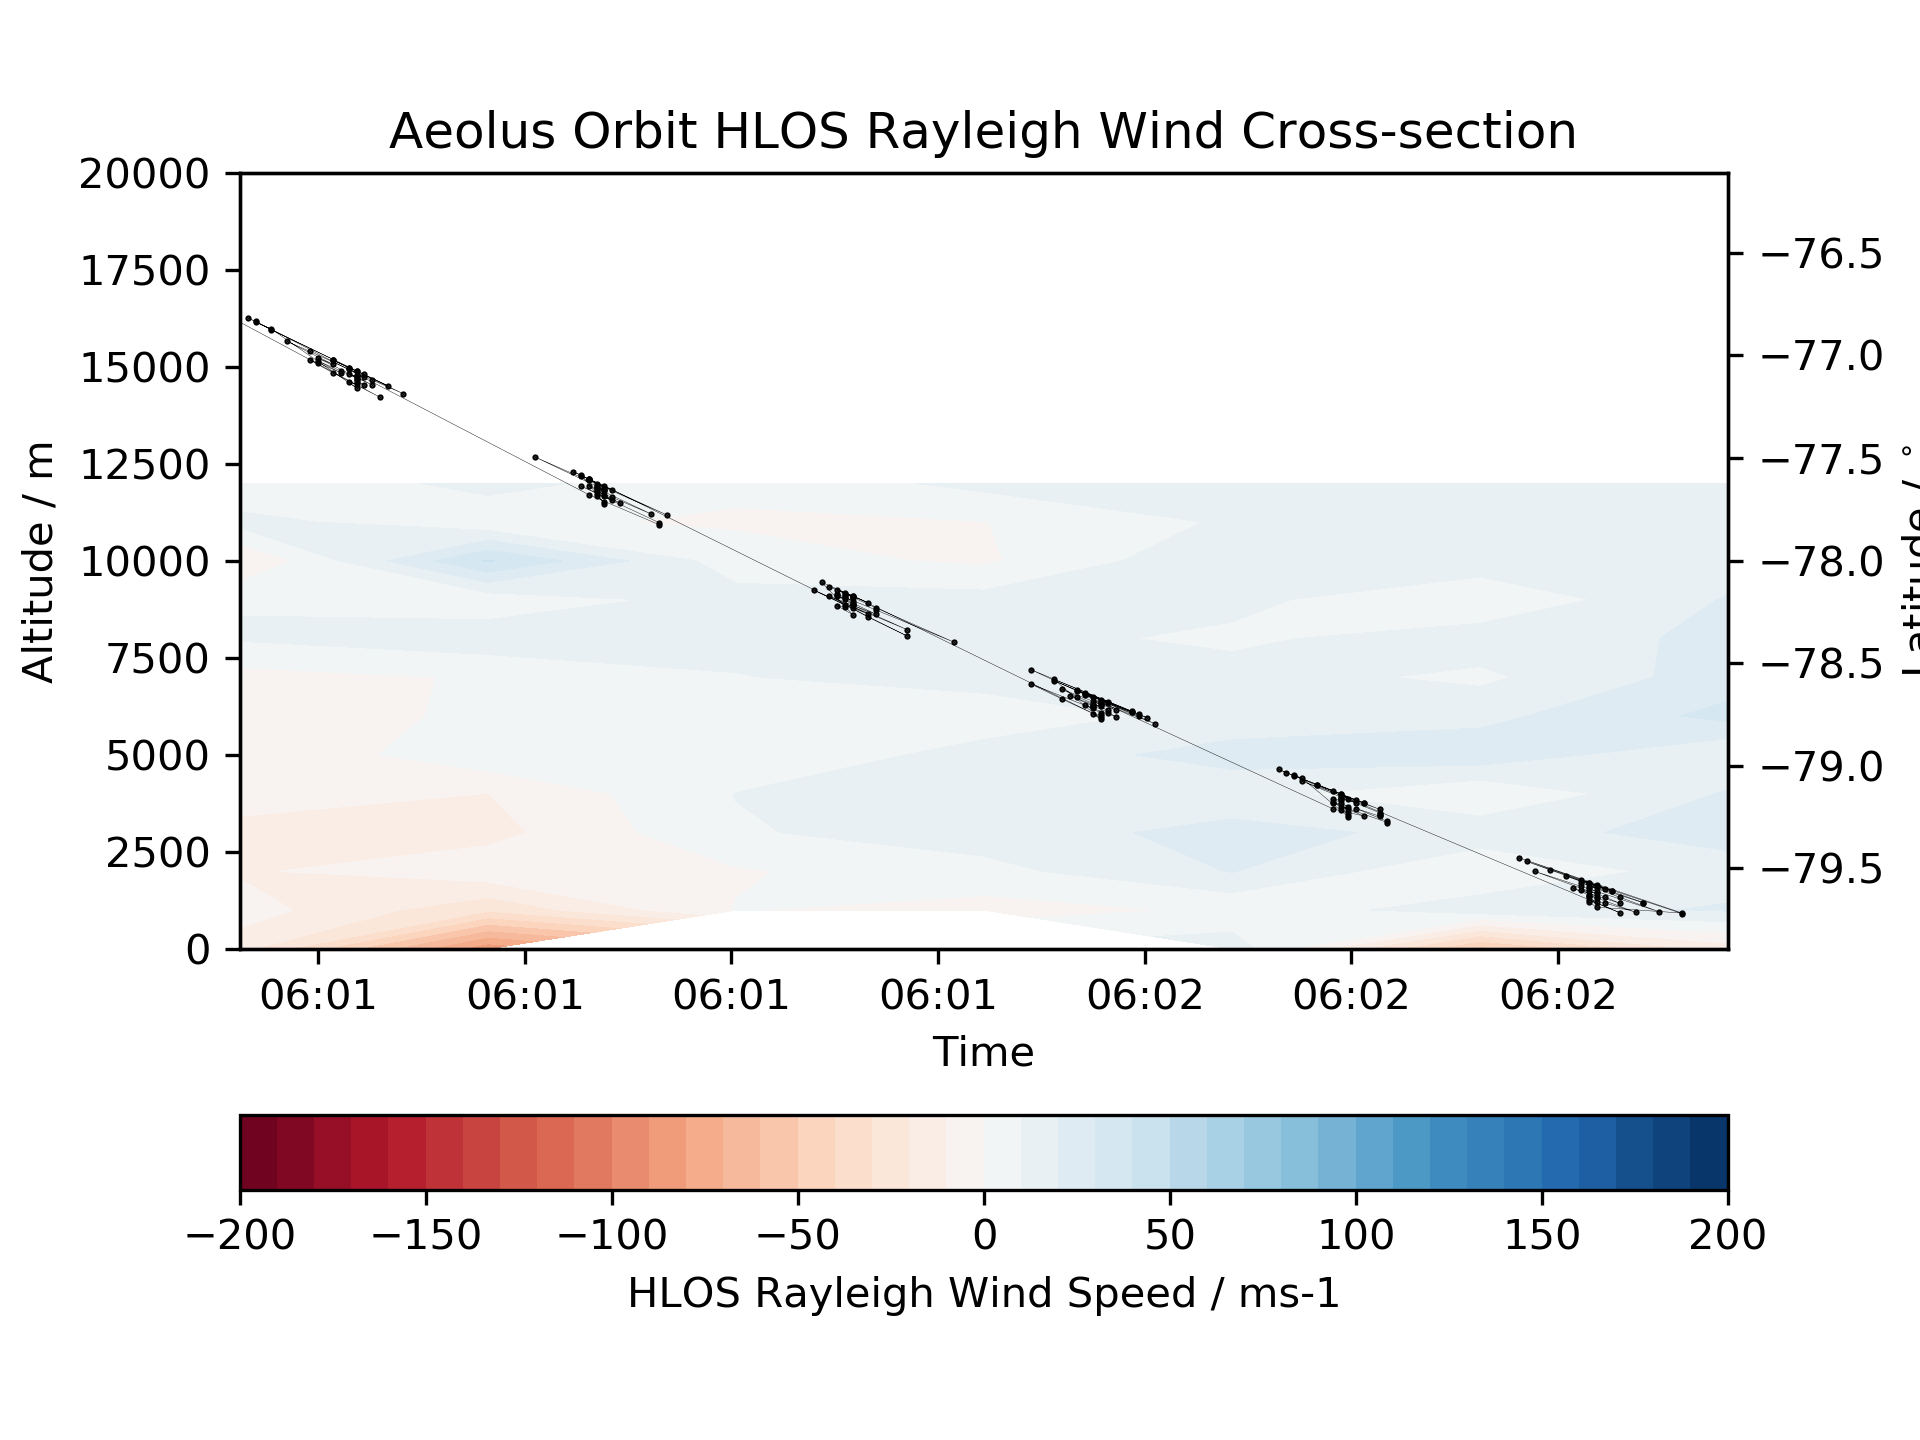 Aeolus Orbit HLOS Rayleigh Wind Cross-section
20000
17500
15000
12500
10000
7500
5000
2500
0
Altitude / m
−76.5
−77.0
−77.5
−78.0
−78.5
−79.0
−79.5
Latitude / °
06:01 06:01 06:01 06:01 06:02 06:02 06:02
Time
−200 −150 −100 −50 0 50 100 150 200
HLOS Rayleigh Wind Speed / ms-1